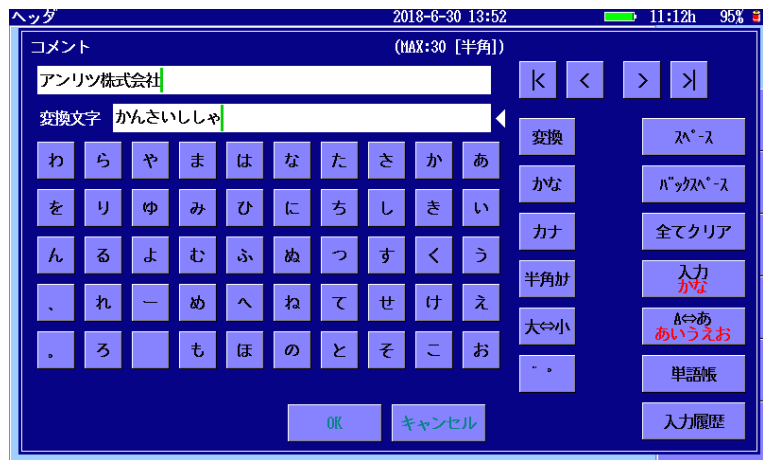 ヘッダ 2018-6-30 13:52 11:12h 95%
コメント (MAX:30 [半角])
アンリツ株式会社
|< < > >|
変換文字 かんさいししゃ
変換 ｽﾍﾟｰｽ
わ ら や ま は な た さ か あ
かな ﾊﾞｯｸｽﾍﾟｰｽ
を り ゆ み ひ に ち し き い
カナ 全てクリア
ん る よ む ふ ぬ つ す く う
半角ｶﾅ 入力
かな
、 れ ー め へ ね て せ け え
大⇔小 A⇔あ
あいうえお
。 ろ も ほ の と そ こ お
゛゜ 単語帳
OK キャンセル 入力履歴